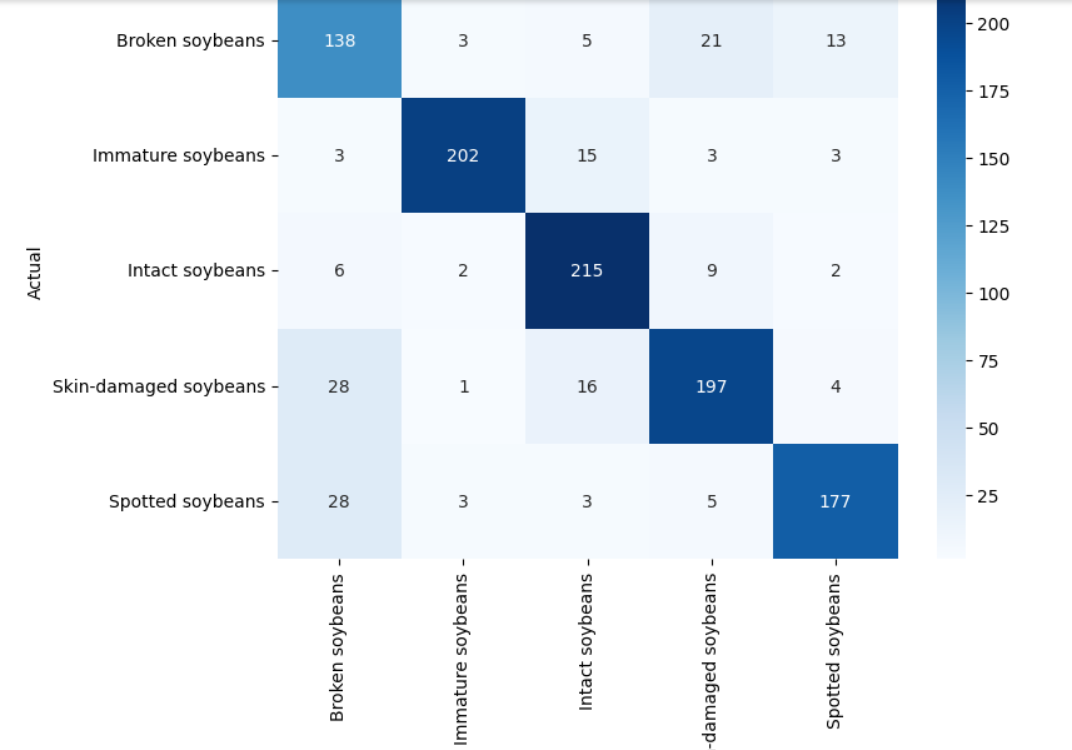 Broken soybeans 138 3 5 21 13
Immature soybeans 3 202 15 3 3
Intact soybeans 6 2 215 9 2
Skin-damaged soybeans 28 1 16 197 4
Spotted soybeans 28 3 3 5 177
Actual
Broken soybeans
Immature soybeans
Intact soybeans
-damaged soybeans
Spotted soybeans
200
175
150
125
100
75
50
25